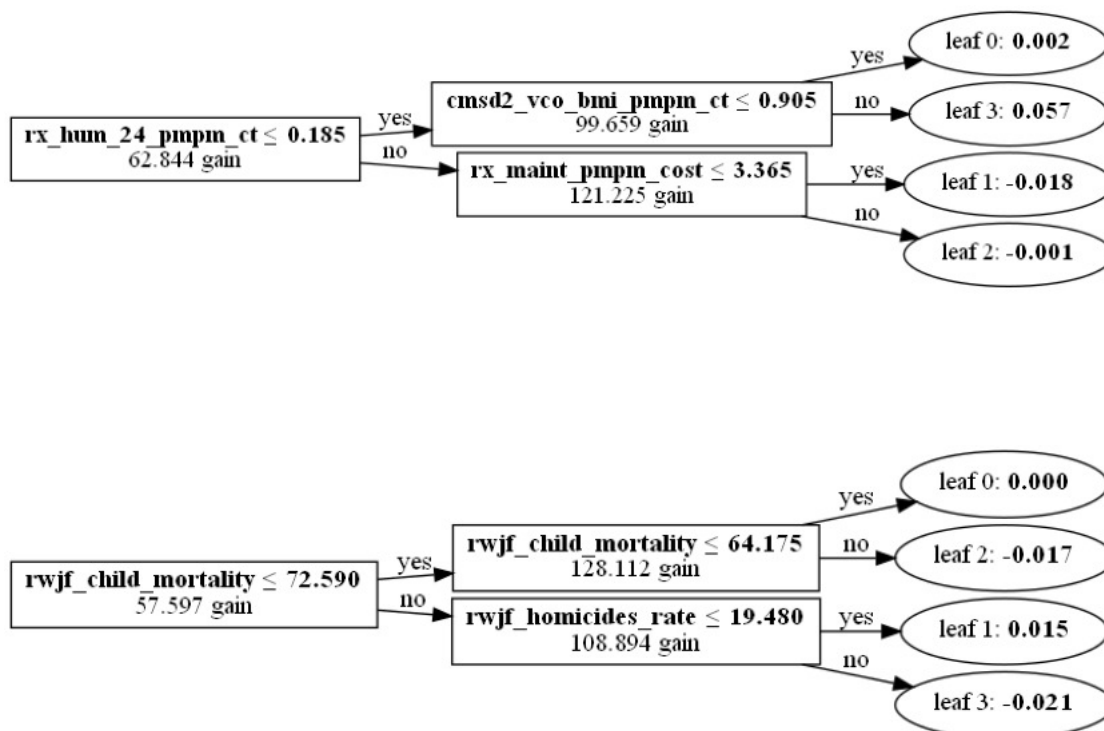 leaf 0: 0.002
yes
cmsd2_vco_bmi_pmpm_ct ≤ 0.905
99.659 gain
no
leaf 3: 0.057
rx_hum_24_pmpm_ct ≤ 0.185
62.844 gain
yes
no
rx_maint_pmpm_cost ≤ 3.365
121.225 gain
yes
leaf 1: -0.018
no
leaf 2: -0.001
leaf 0: 0.000
yes
rwjf_child_mortality ≤ 64.175
128.112 gain
no
leaf 2: -0.017
rwjf_child_mortality ≤ 72.590
57.597 gain
yes
no
rwjf_homicides_rate ≤ 19.480
108.894 gain
yes
leaf 1: 0.015
no
leaf 3: -0.021